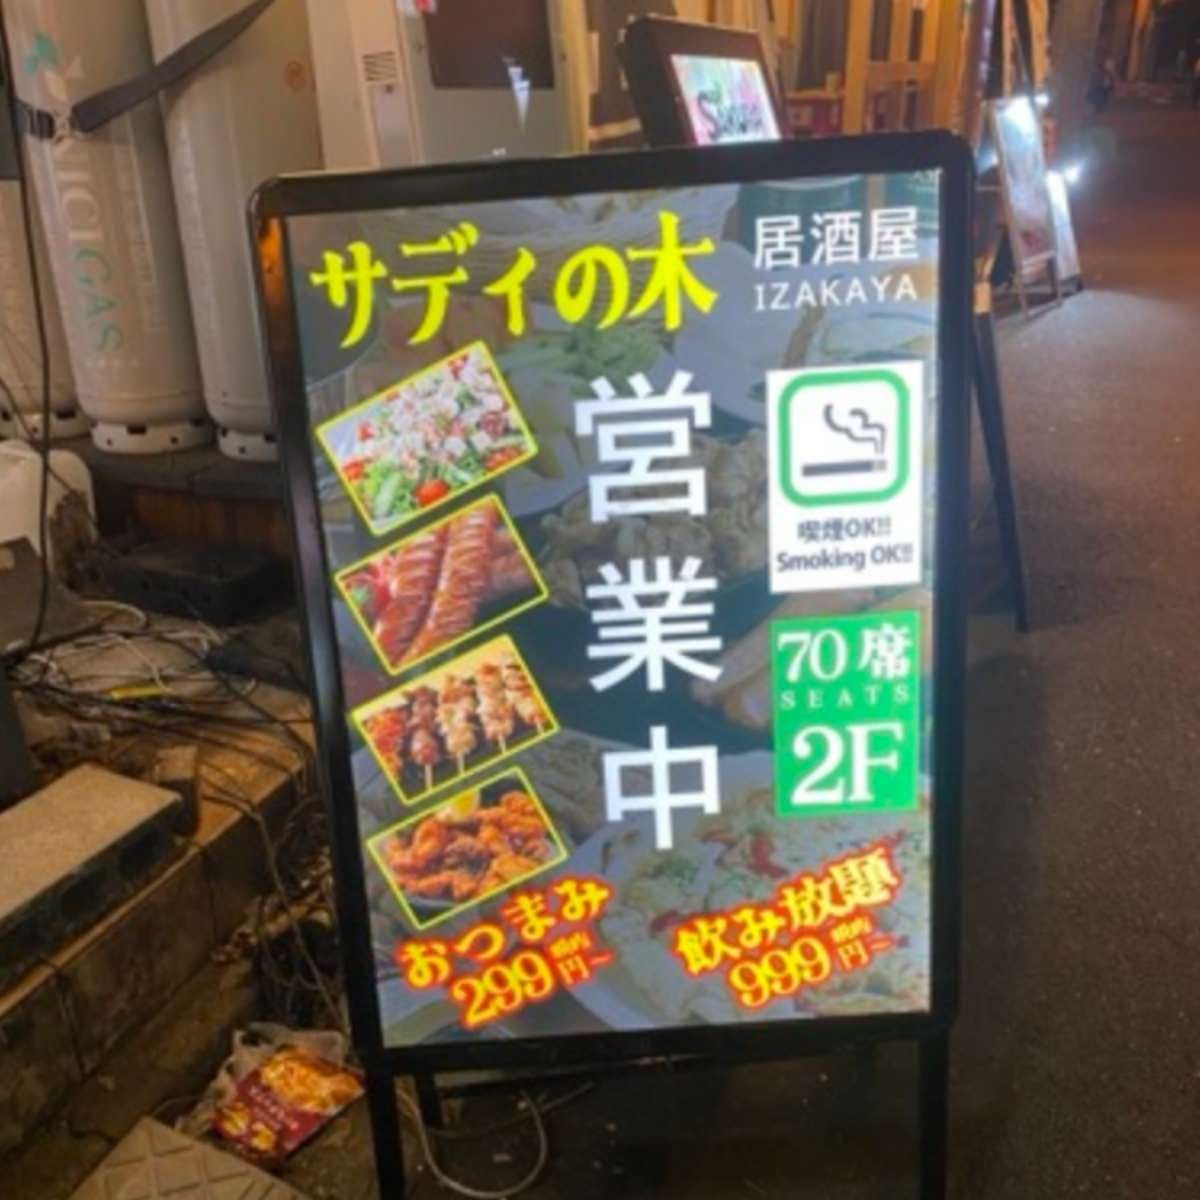 サディの木
居酒屋
IZAKAYA
営業中
喫煙OK!!
Smoking OK!!
70席
SEATS
2F
おつまみ
299円~
飲み放題
999円~
NICIGAS